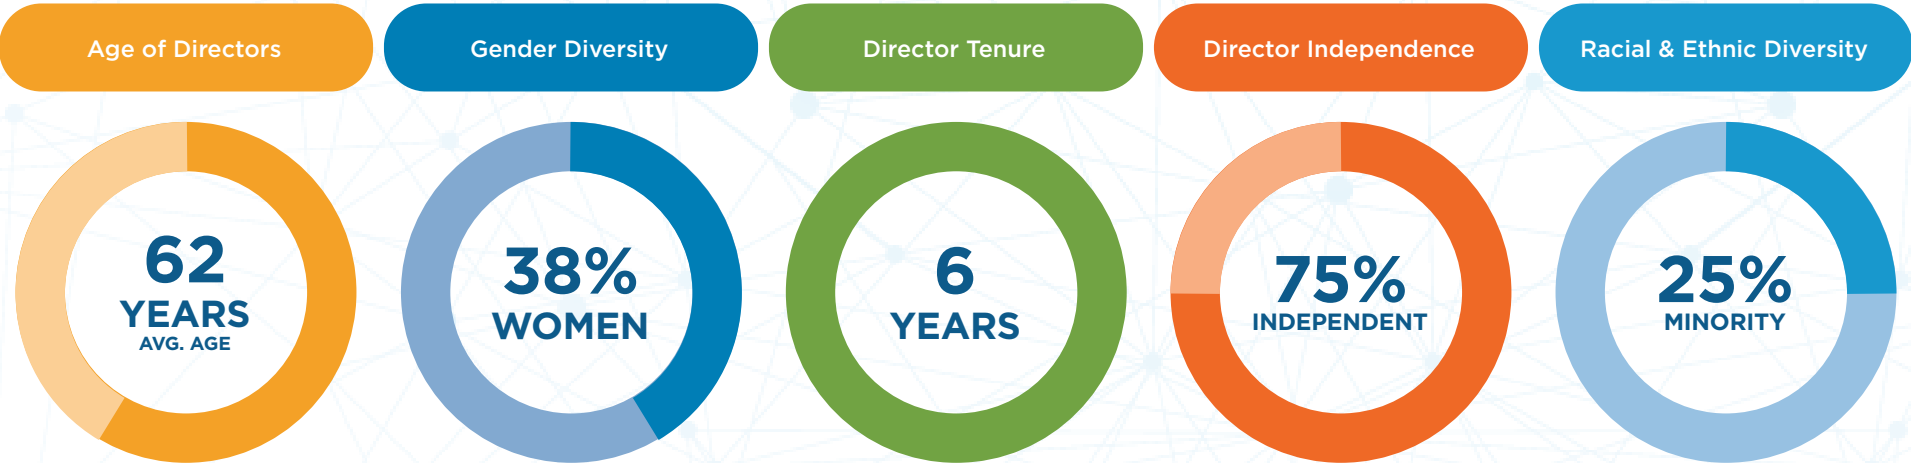 Age of Directors
Gender Diversity
Director Tenure
Director Independence
Racial & Ethnic Diversity
62
YEARS
AVG. AGE
38%
WOMEN
6
YEARS
75%
INDEPENDENT
25%
MINORITY